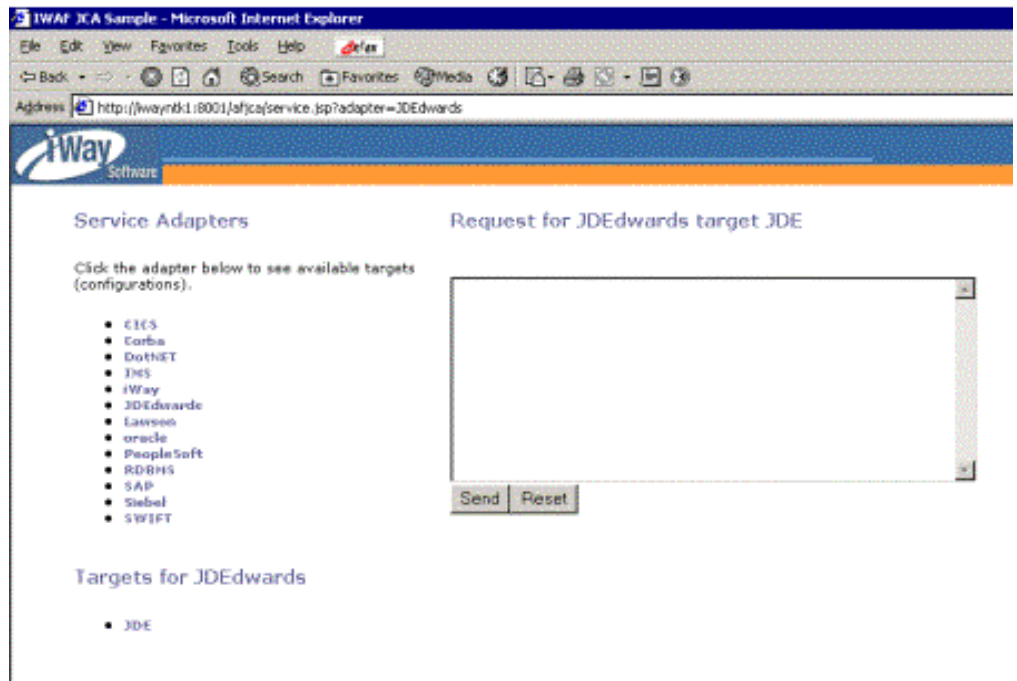 IWAF JCA Sample - Microsoft Internet Explorer
File Edit View Favorites Tools Help
Back Search Favorites Media
Address http://iwayntk1:8001/afjca/service.jsp?adapter=JDEdwards
iWay
Software
Service Adapters
Click the adapter below to see available targets
(configurations).
CICS
Corba
DotNET
IMS
iWay
JDEdwards
Lawson
oracle
PeopleSoft
RDBMS
SAP
Siebel
SWIFT
Targets for JDEdwards
JDE
Request for JDEdwards target JDE
Send Reset